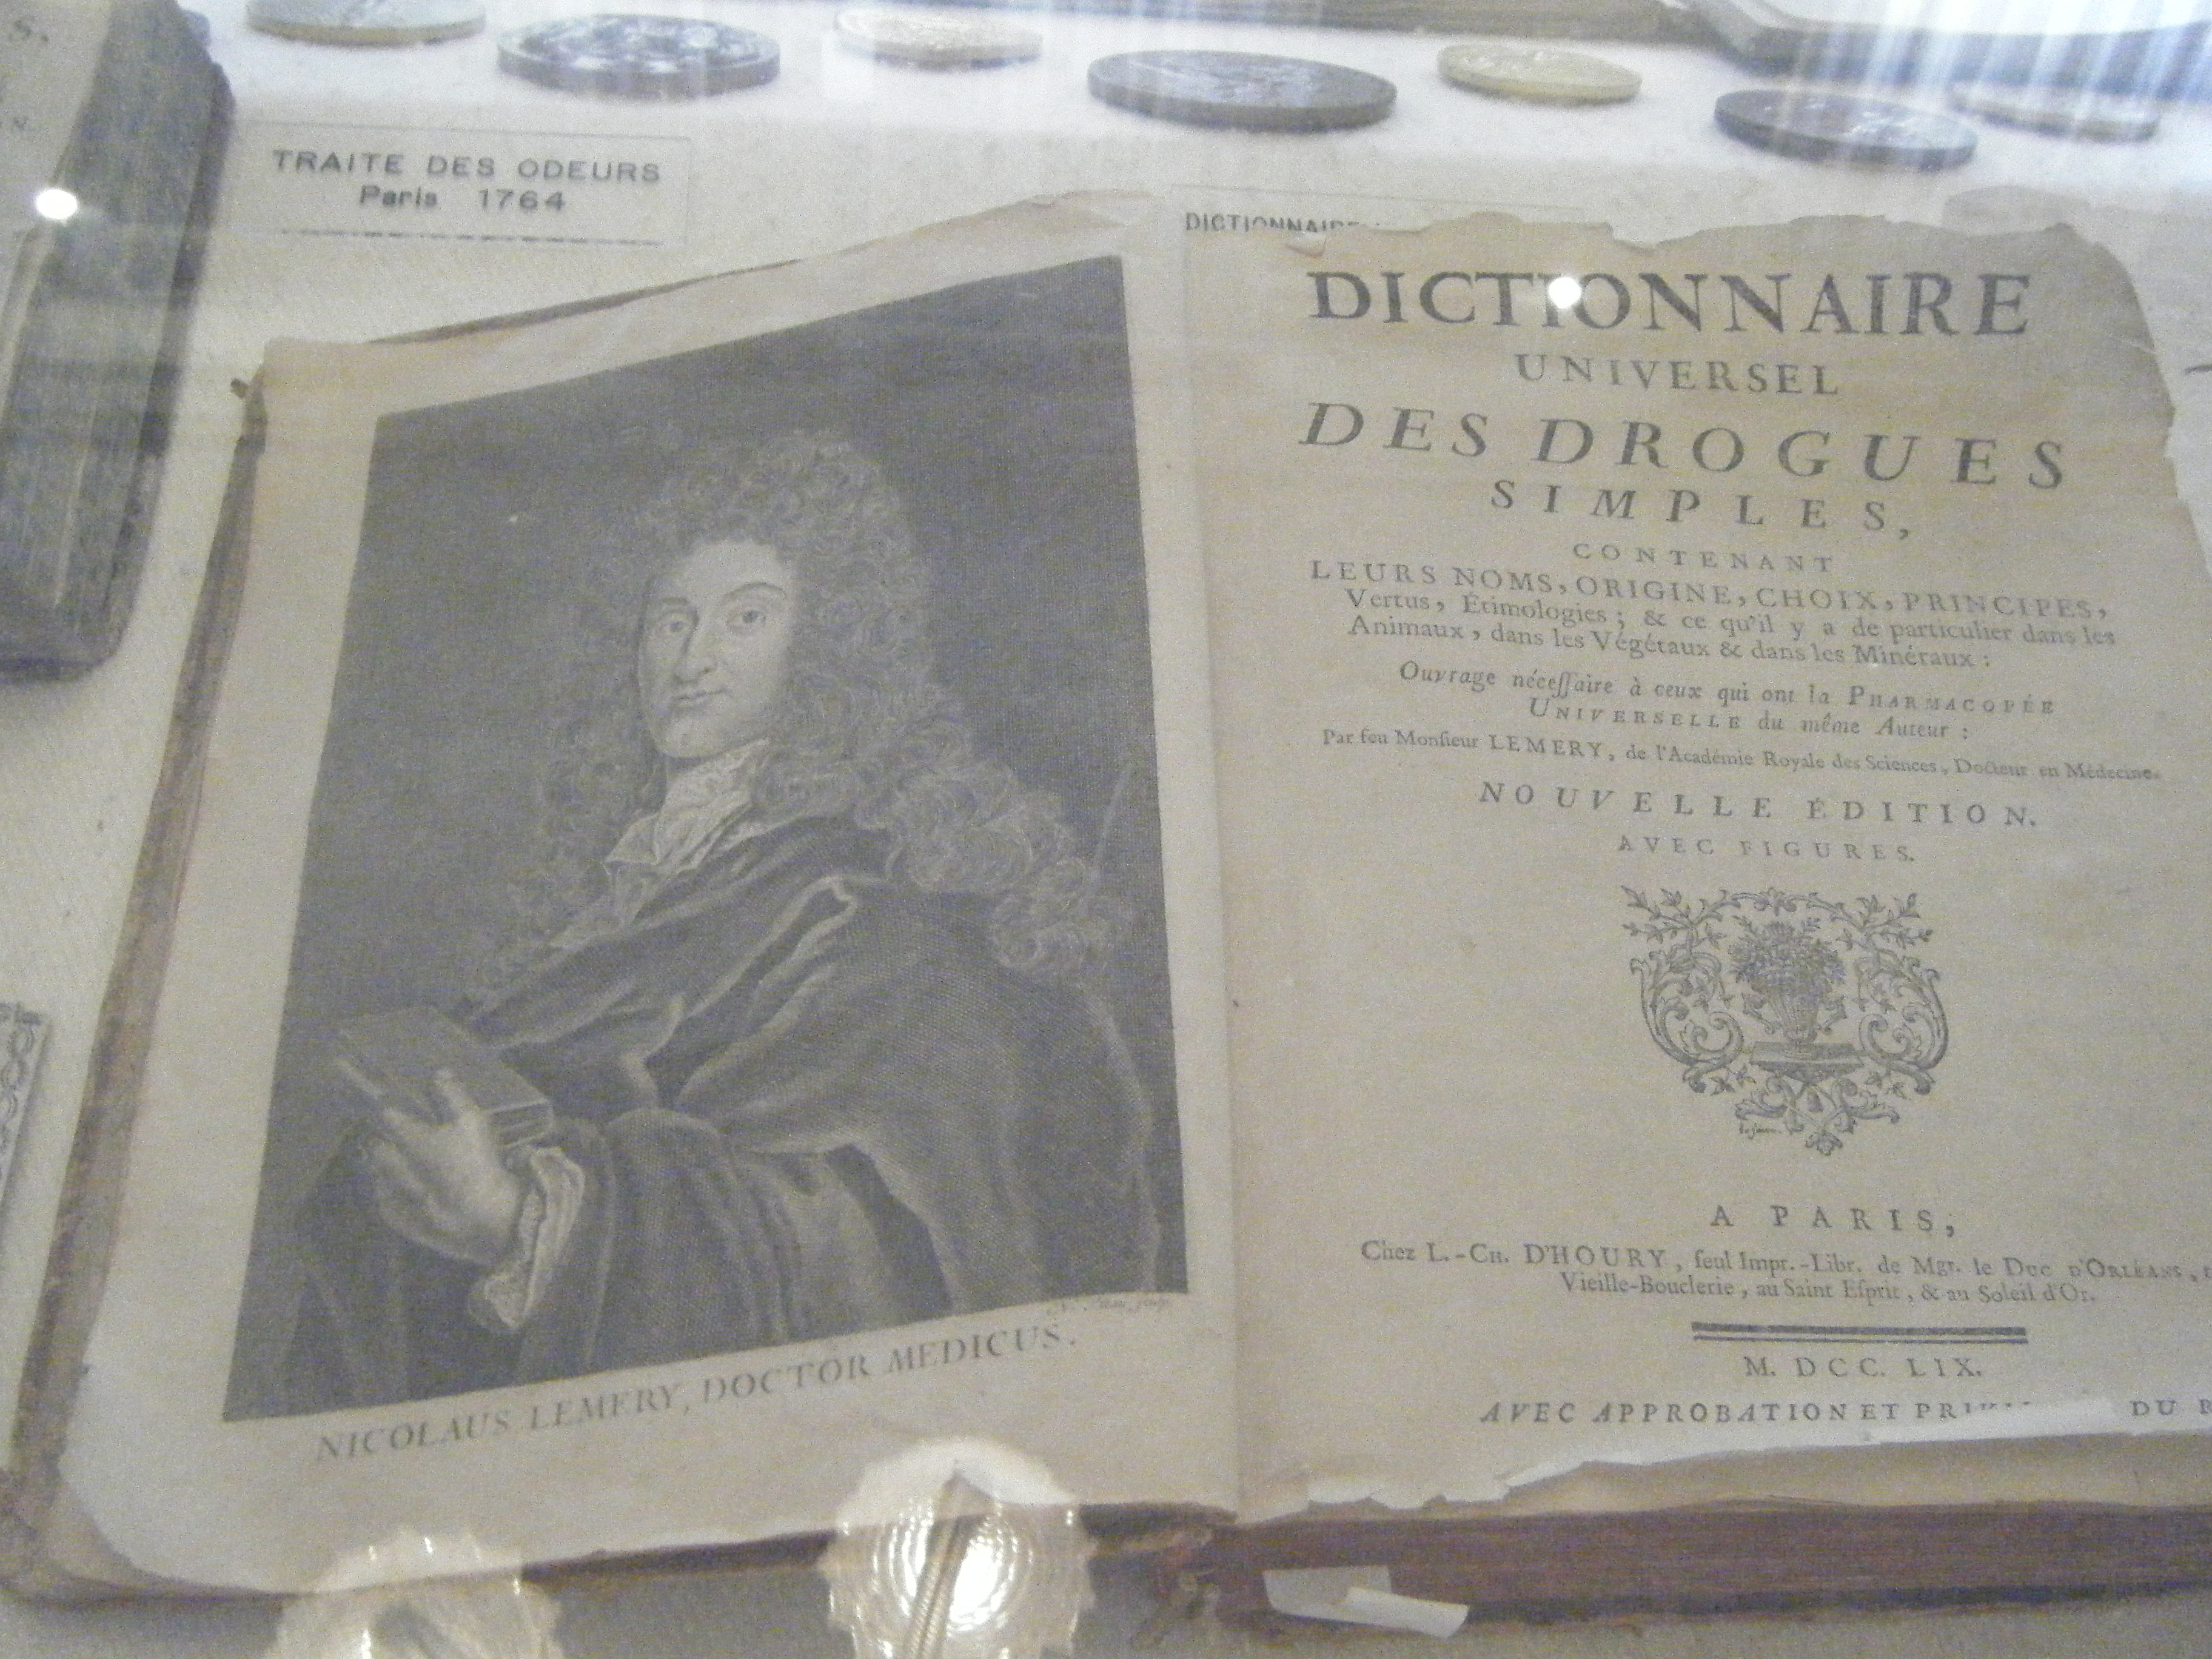 S.
N.
TRAITE DES ODEURS
Paris 1764
DICTIONNAIRE
NICOLAUS LEMERY, DOCTOR MEDICUS.
DICTIONNAIRE
UNIVERSEL
DES DROGUES
SIMPLES,
CONTENANT
LEURS NOMS, ORIGINE, CHOIX, PRINCIPES,
Vertus, Étimologies ; & ce qu'il y a de particulier dans les
Animaux, dans les Végétaux & dans les Minéraux :
Ouvrage néceſſaire à ceux qui ont la PHARMACOPÉE
UNIVERSELLE du même Auteur :
Par feu Monſieur LEMERY, de l'Académie Royale des Sciences, Docteur en Médecine.
NOUVELLE ÉDITION.
AVEC FIGURES.
A PARIS,
Chez L.-CH. D'HOURY, ſeul Impr.-Libr. de Mgr. le DUC D'ORLÉANS,
Vieille-Bouclerie, au Saint Eſprit, & au Soleil d'Or.
M. DCC. LIX.
AVEC APPROBATION ET DU